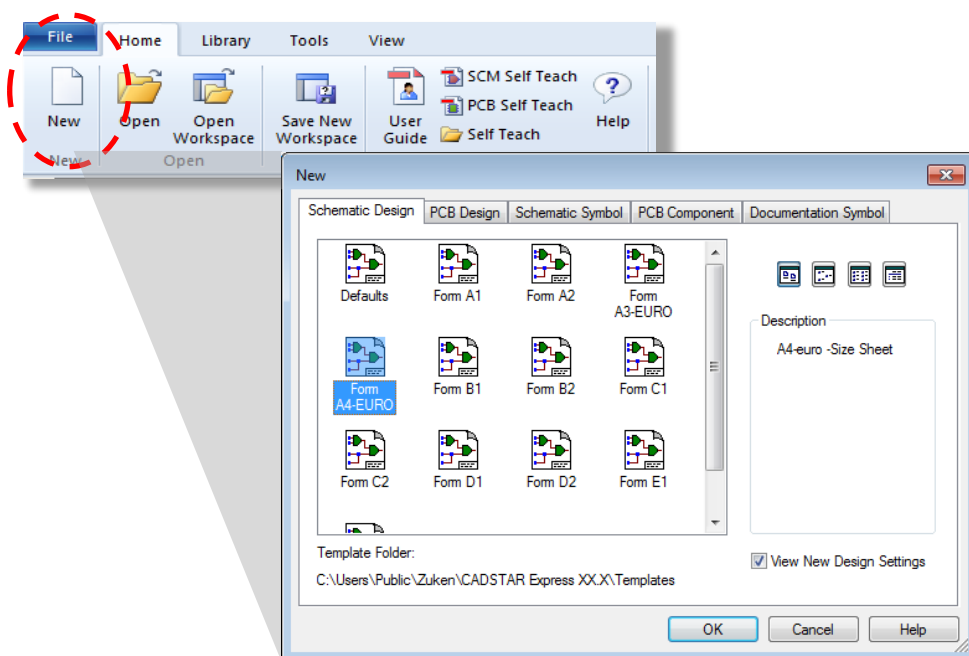 File Home Library Tools View
New Open Open Workspace Save New Workspace User Guide SCM Self Teach PCB Self Teach Self Teach Help
New Open
New
Schematic Design PCB Design Schematic Symbol PCB Component Documentation Symbol
Defaults Form A1 Form A2 Form A3-EURO
Form A4-EURO Form B1 Form B2 Form C1
Form C2 Form D1 Form D2 Form E1
Description
A4-euro -Size Sheet
Template Folder:
C:\Users\Public\Zuken\CADSTAR Express XX.X\Templates
View New Design Settings
OK Cancel Help